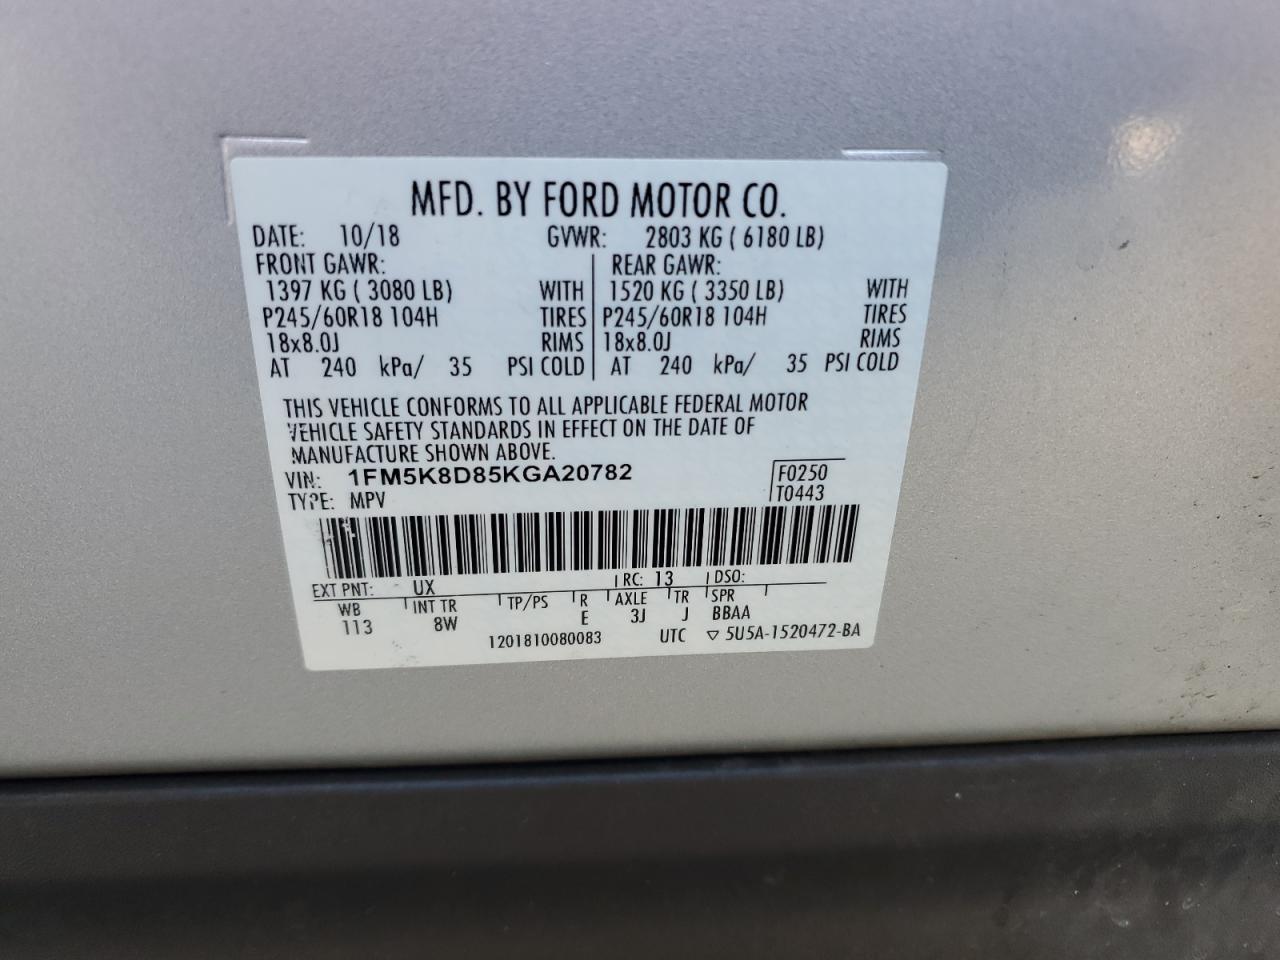 MFD. BY FORD MOTOR CO.
DATE: 10/18 GVWR: 2803 KG ( 6180 LB)
FRONT GAWR: REAR GAWR:
1397 KG ( 3080 LB) WITH 1520 KG ( 3350 LB) WITH
P245/60R18 104H TIRES P245/60R18 104H TIRES
18x8.0J RIMS 18x8.0J RIMS
AT 240 kPa/ 35 PSI COLD AT 240 kPa/ 35 PSI COLD
THIS VEHICLE CONFORMS TO ALL APPLICABLE FEDERAL MOTOR
VEHICLE SAFETY STANDARDS IN EFFECT ON THE DATE OF
MANUFACTURE SHOWN ABOVE.
VIN: 1FM5K8D85KGA20782 F0250
TYPE: MPV T0443
EXT PNT: UX RC: 13 DSO:
WB INT TR TP/PS R AXLE TR SPR
113 8W E 3J J BBAA
1201810080083 UTC ▽ 5U5A-1520472-BA